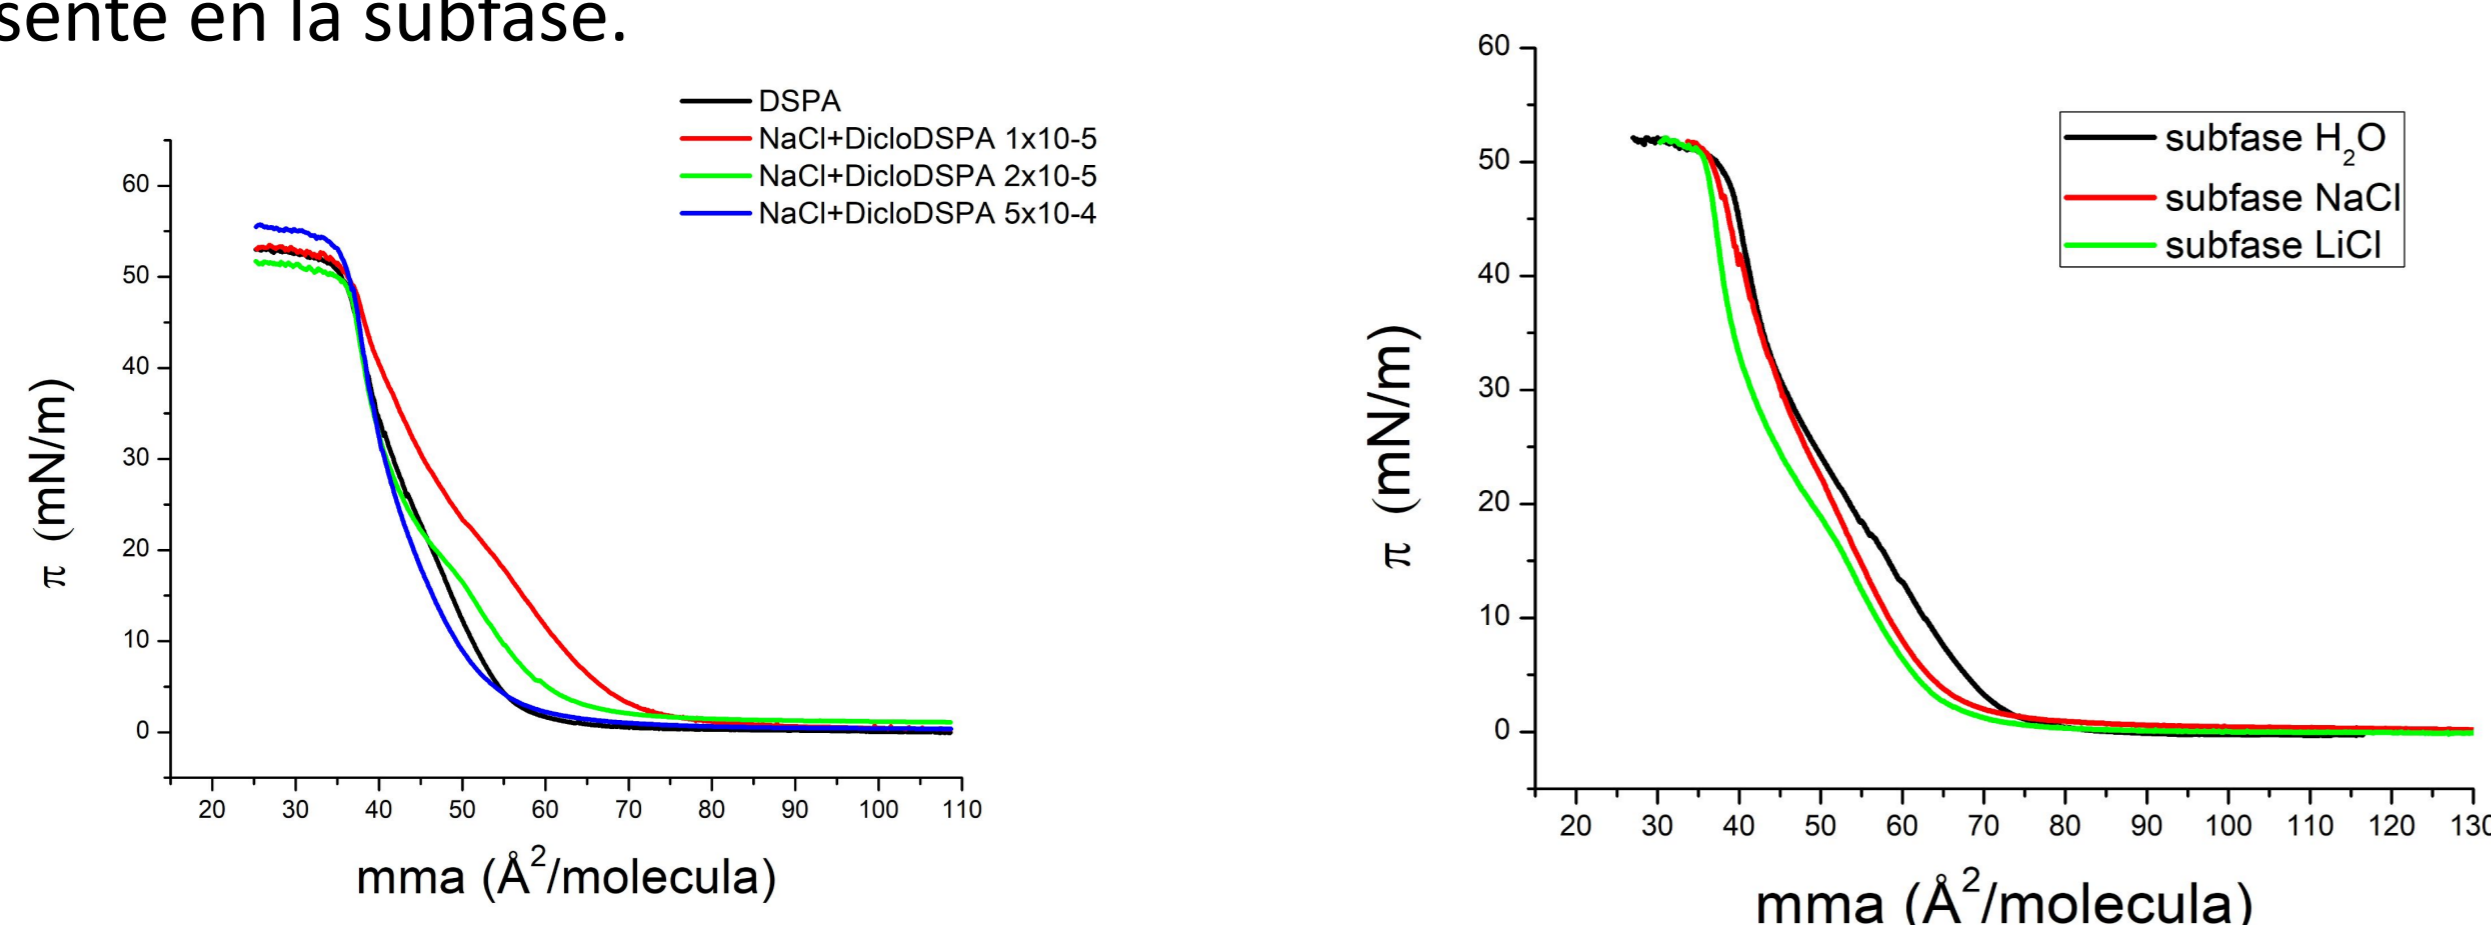 sente en la subfase.
DSPA
NaCl+DicloDSPA 1x10-5
NaCl+DicloDSPA 2x10-5
NaCl+DicloDSPA 5x10-4
60
50
40
30
20
10
0
π (mN/m)
20 30 40 50 60 70 80 90 100 110
mma (Å²/molecula)
subfase H₂O
subfase NaCl
subfase LiCl
60
50
40
30
20
10
0
π (mN/m)
20 30 40 50 60 70 80 90 100 110 120 130
mma (Å²/molecula)